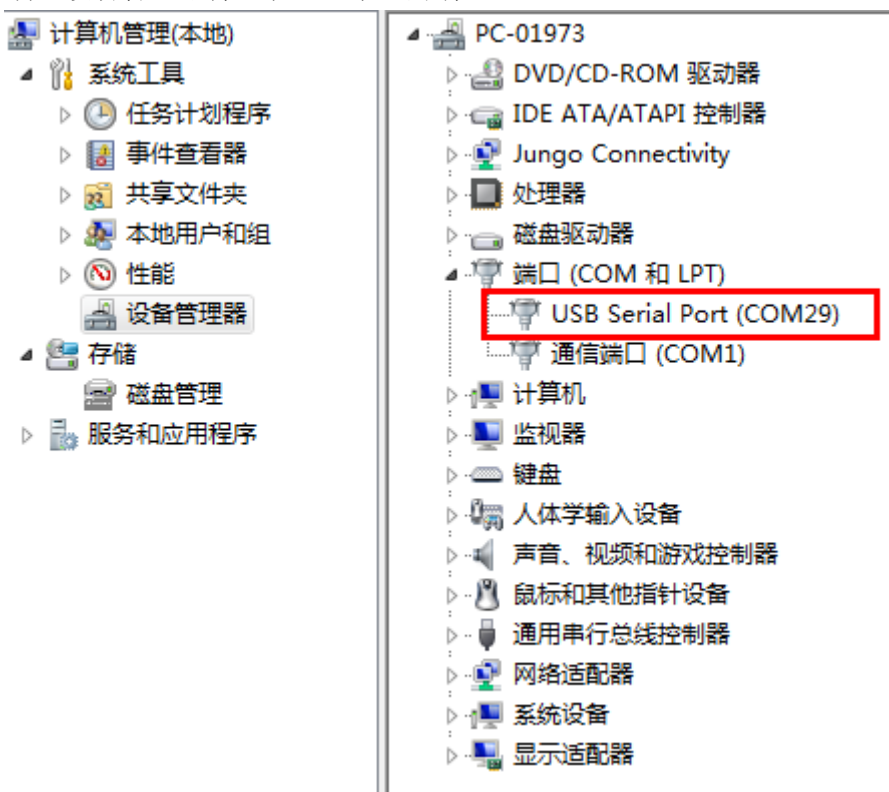 计算机管理(本地)
系统工具
任务计划程序
事件查看器
共享文件夹
本地用户和组
性能
设备管理器
存储
磁盘管理
服务和应用程序
PC-01973
DVD/CD-ROM 驱动器
IDE ATA/ATAPI 控制器
Jungo Connectivity
处理器
磁盘驱动器
端口 (COM 和 LPT)
USB Serial Port (COM29)
通信端口 (COM1)
计算机
监视器
键盘
人体学输入设备
声音、视频和游戏控制器
鼠标和其他指针设备
通用串行总线控制器
网络适配器
系统设备
显示适配器